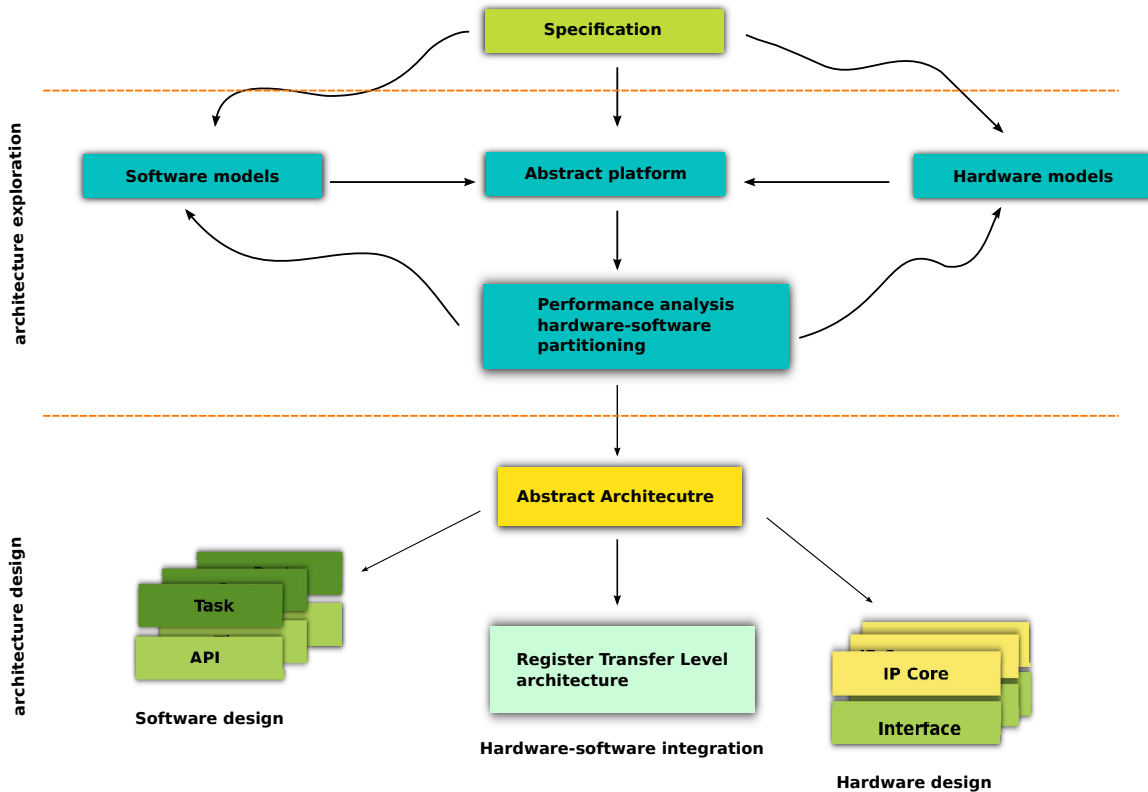 Specification
architecture exploration
Software models
Abstract platform
Hardware models
Performance analysis
hardware-software
partitioning
architecture design
Abstract Architecutre
Task
API
Software design
Register Transfer Level
architecture
Hardware-software integration
IP Core
Interface
Hardware design